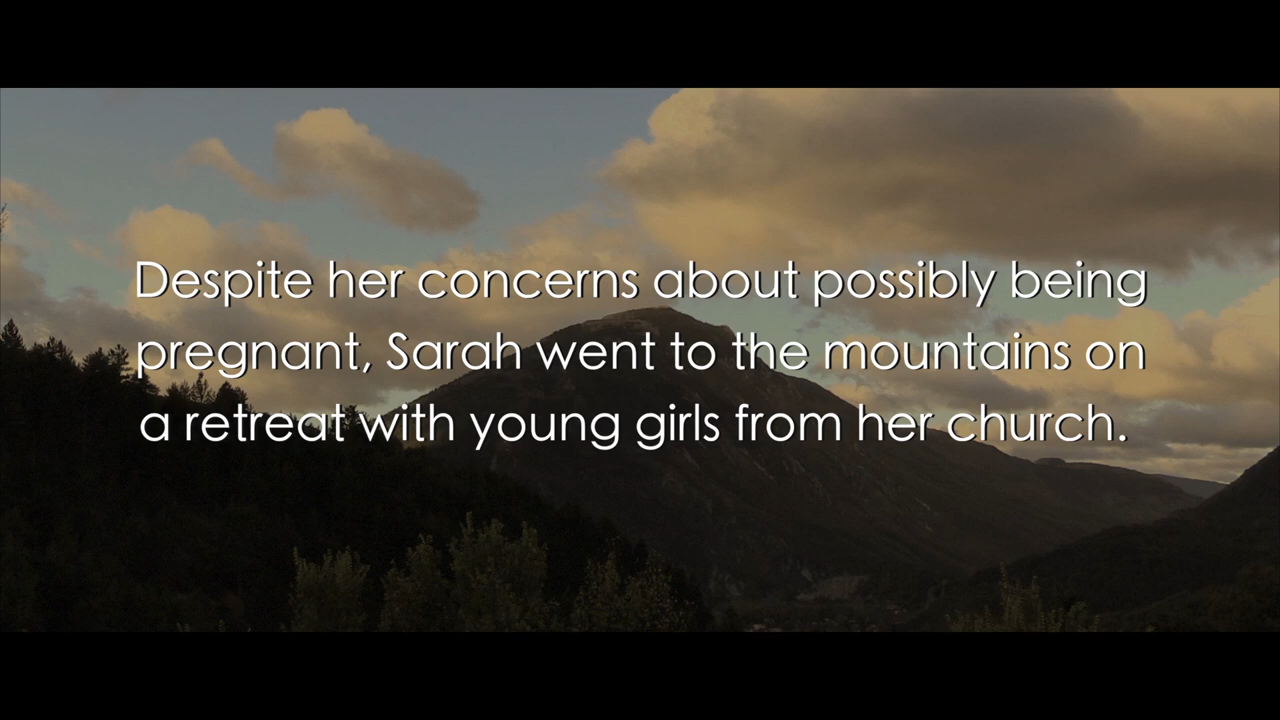 Despite her concerns about possibly being
pregnant, Sarah went to the mountains on
a retreat with young girls from her church.